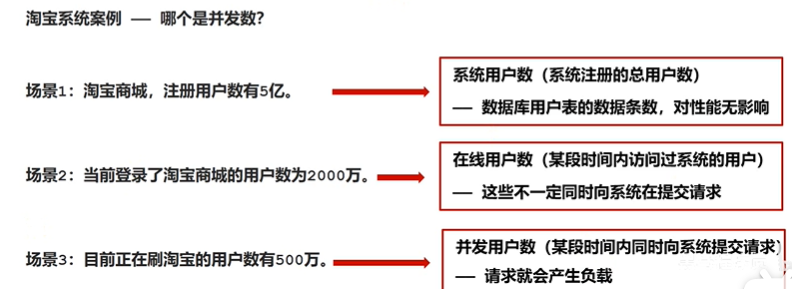 淘宝系统案例 — 哪个是并发数？
场景1：淘宝商城，注册用户数有5亿。
系统用户数（系统注册的总用户数）
— 数据库用户表的数据条数，对性能无影响
场景2：当前登录了淘宝商城的用户数为2000万。
在线用户数（某段时间内访问过系统的用户）
— 这些不一定同时向系统在提交请求
场景3：目前正在刷淘宝的用户数有500万。
并发用户数（某段时间内同时向系统提交请求）
— 请求就会产生负载